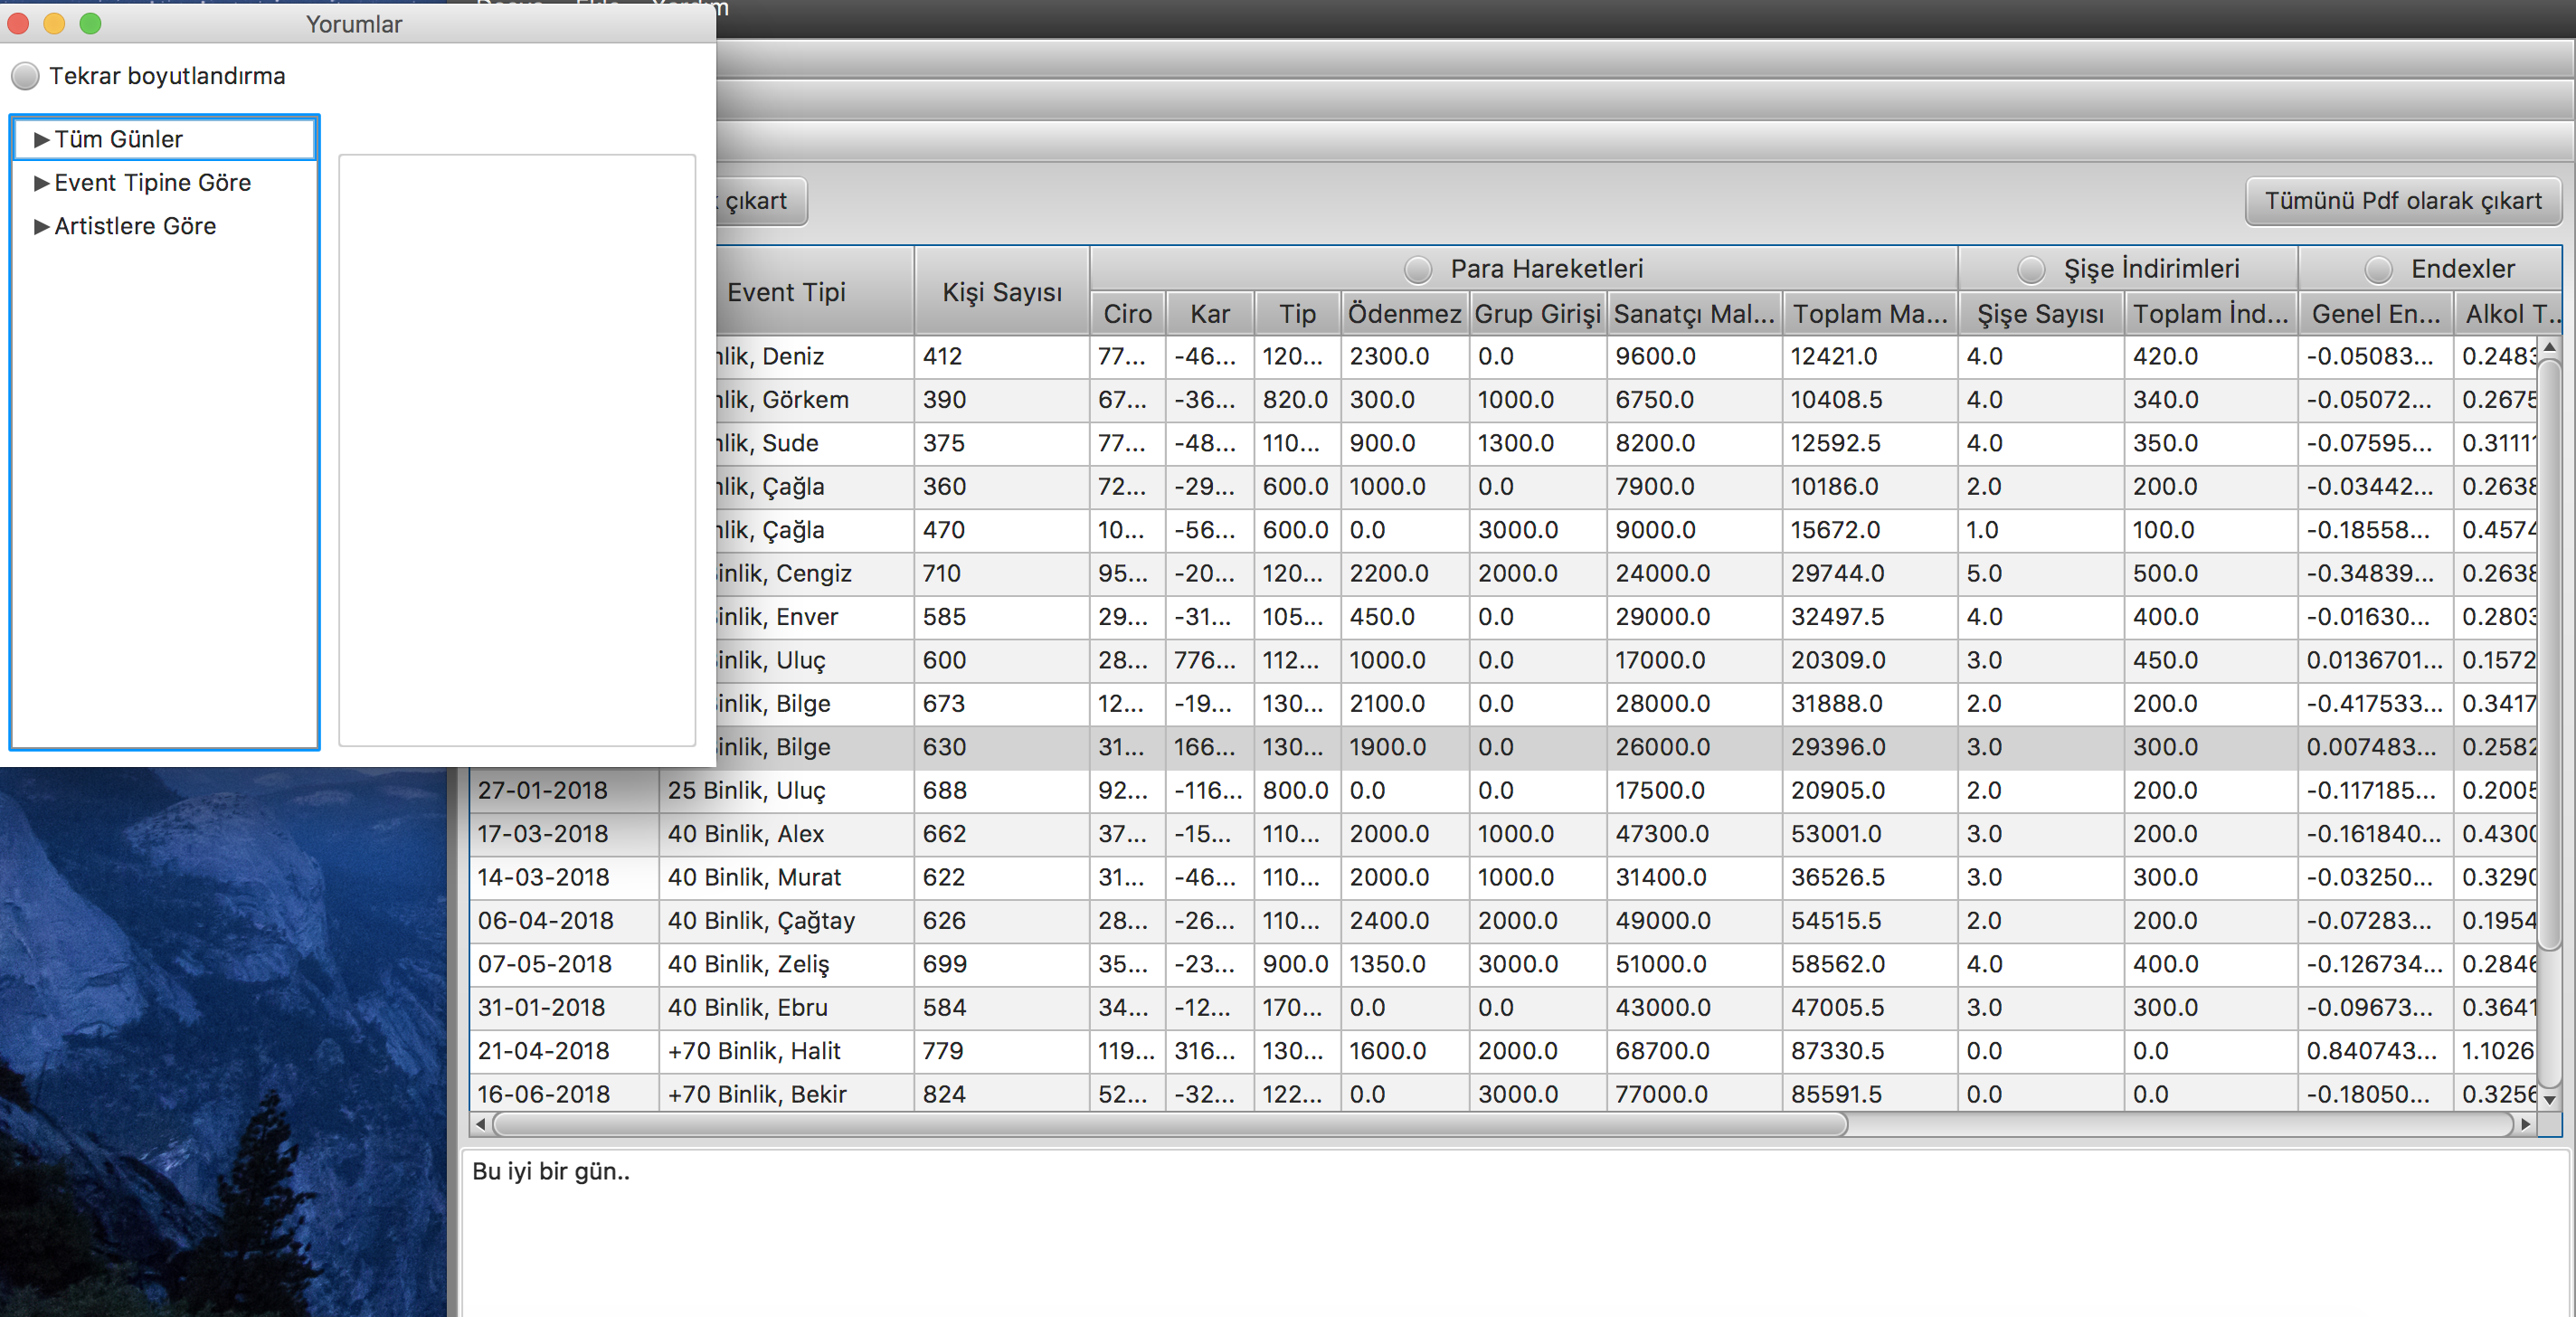 Yorumlar
Tekrar boyutlandırma
Tüm Günler
Event Tipine Göre
Artistlere Göre
çıkart
Tümünü Pdf olarak çıkart
Event Tipi Kişi Sayısı Para Hareketleri Şişe İndirimleri Endexler
Ciro Kar Tip Ödenmez Grup Girişi Sanatçı Mal... Toplam Ma... Şişe Sayısı Toplam İnd... Genel En... Alkol T...
nlik, Deniz 412 77... -46... 120... 2300.0 0.0 9600.0 12421.0 4.0 420.0 -0.05083... 0.2483
nlik, Görkem 390 67... -36... 820.0 300.0 1000.0 6750.0 10408.5 4.0 340.0 -0.05072... 0.2675
nlik, Sude 375 77... -48... 110... 900.0 1300.0 8200.0 12592.5 4.0 350.0 -0.07595... 0.31111
nlik, Çağla 360 72... -29... 600.0 1000.0 0.0 7900.0 10186.0 2.0 200.0 -0.03442... 0.2638
nlik, Çağla 470 10... -56... 600.0 0.0 3000.0 9000.0 15672.0 1.0 100.0 -0.18558... 0.4574
inlik, Cengiz 710 95... -20... 120... 2200.0 2000.0 24000.0 29744.0 5.0 500.0 -0.34839... 0.2638
inlik, Enver 585 29... -31... 105... 450.0 0.0 29000.0 32497.5 4.0 400.0 -0.01630... 0.2803
inlik, Uluç 600 28... 776... 112... 1000.0 0.0 17000.0 20309.0 3.0 450.0 0.0136701... 0.1572
inlik, Bilge 673 12... -19... 130... 2100.0 0.0 28000.0 31888.0 2.0 200.0 -0.417533... 0.3417
inlik, Bilge 630 31... 166... 130... 1900.0 0.0 26000.0 29396.0 3.0 300.0 0.007483... 0.2582
27-01-2018 25 Binlik, Uluç 688 92... -116... 800.0 0.0 0.0 17500.0 20905.0 2.0 200.0 -0.117185... 0.2005
17-03-2018 40 Binlik, Alex 662 37... -15... 110... 2000.0 1000.0 47300.0 53001.0 3.0 200.0 -0.161840... 0.4300
14-03-2018 40 Binlik, Murat 622 31... -46... 110... 2000.0 1000.0 31400.0 36526.5 3.0 300.0 -0.03250... 0.3290
06-04-2018 40 Binlik, Çağtay 626 28... -26... 110... 2400.0 2000.0 49000.0 54515.5 2.0 200.0 -0.07283... 0.1954
07-05-2018 40 Binlik, Zeliş 699 35... -23... 900.0 1350.0 3000.0 51000.0 58562.0 4.0 400.0 -0.126734... 0.2846
31-01-2018 40 Binlik, Ebru 584 34... -12... 170... 0.0 0.0 43000.0 47005.5 3.0 300.0 -0.09673... 0.3641
21-04-2018 +70 Binlik, Halit 779 119... 316... 130... 1600.0 2000.0 68700.0 87330.5 0.0 0.0 0.840743... 1.1026
16-06-2018 +70 Binlik, Bekir 824 52... -32... 122... 0.0 3000.0 77000.0 85591.5 0.0 0.0 -0.18050... 0.3256
Bu iyi bir gün..